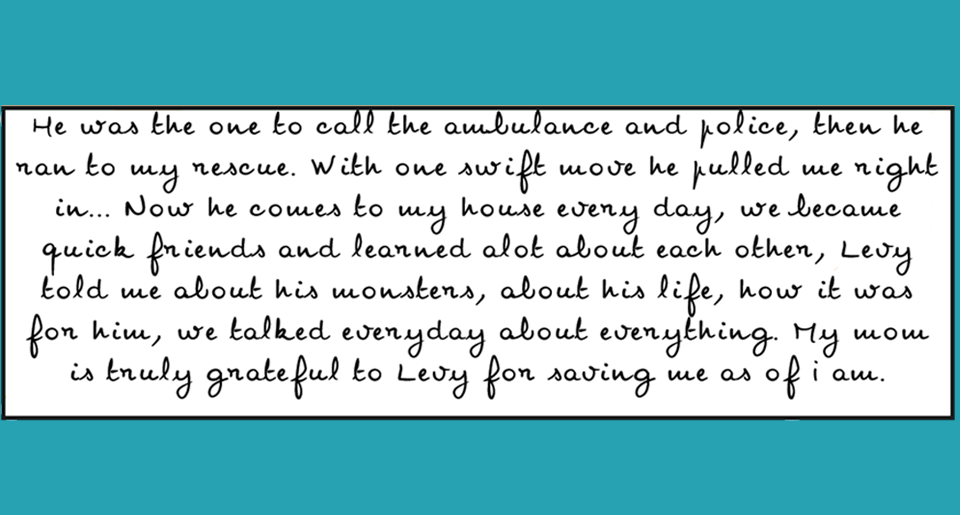 He was the one to call the ambulance and police, then he
ran to my rescue. With one swift move he pulled me right
in... Now he comes to my house every day, we became
quick friends and learned alot about each other, Levy
told me about his monsters, about his life, how it was
for him, we talked everyday about everything. My mom
is truly grateful to Levy for saving me as of i am.